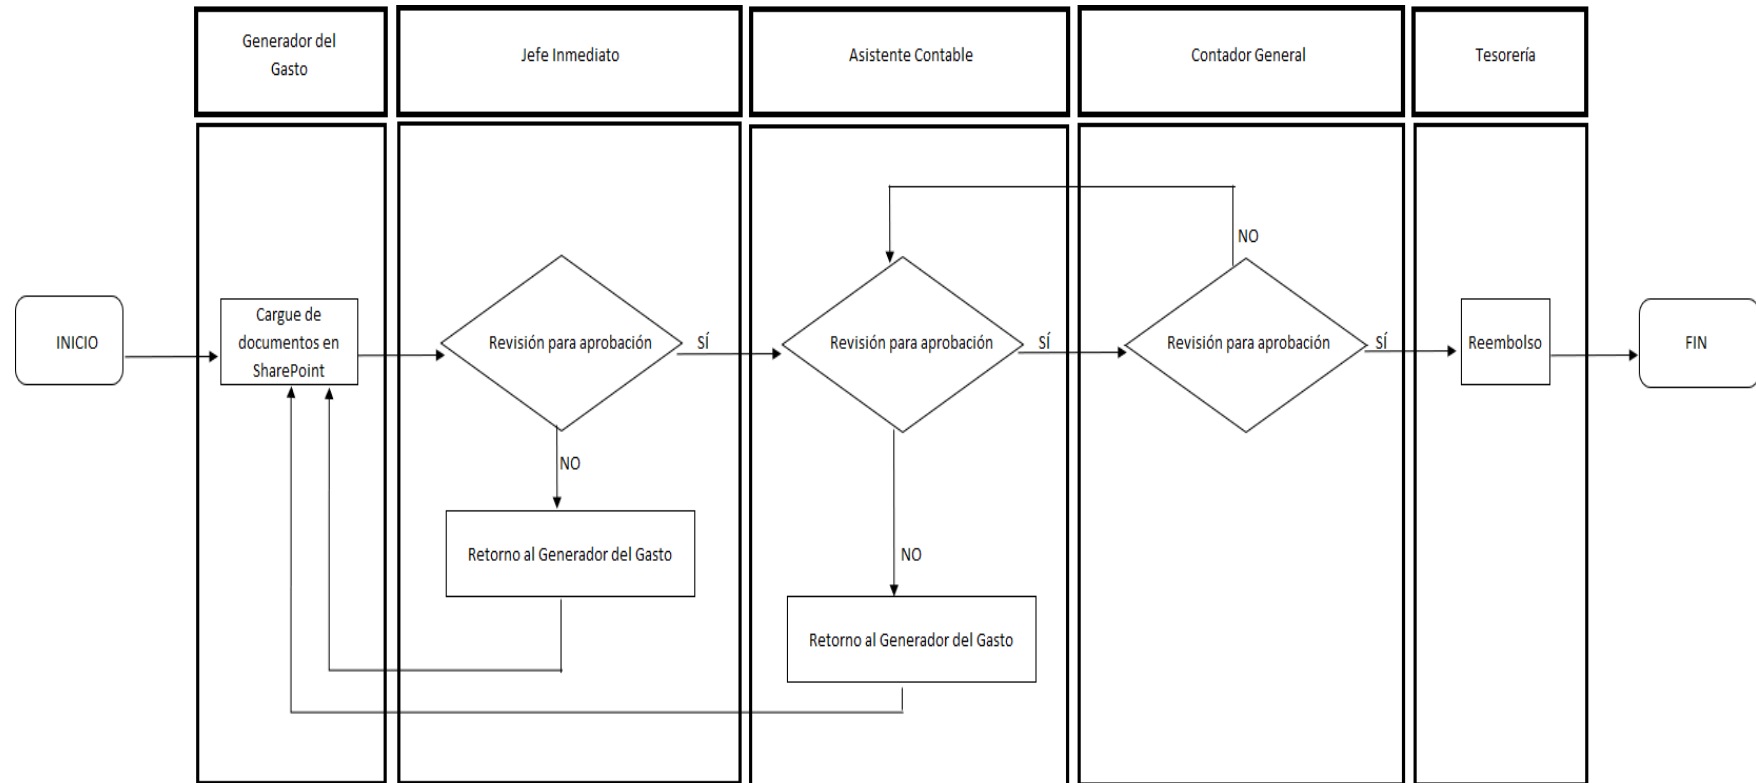 Generador del
Gasto
Jefe Inmediato
Asistente Contable
Contador General
Tesorería
NO
INICIO
Cargue de
documentos en
SharePoint
Revisión para aprobación
SÍ
Revisión para aprobación
SÍ
Revisión para aprobación
SÍ
Reembolso
FIN
NO
Retorno al Generador del Gasto
NO
Retorno al Generador del Gasto